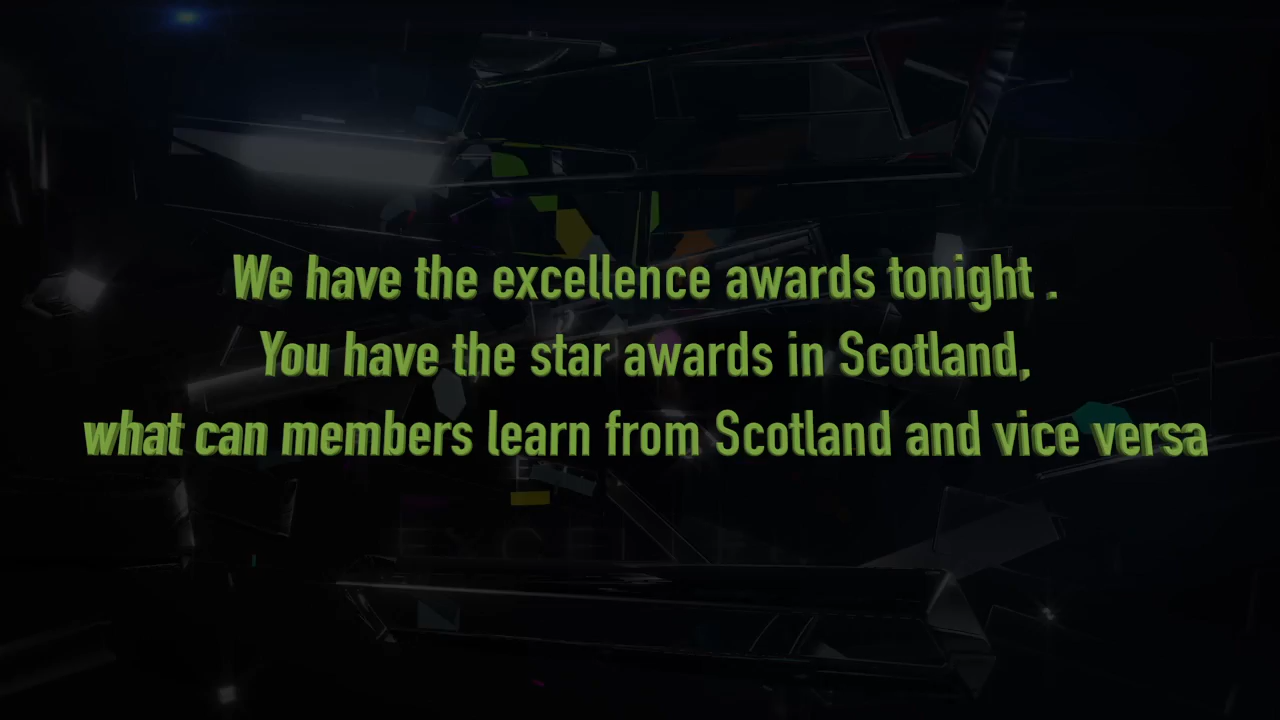 We have the excellence awards tonight .
You have the star awards in Scotland,
what can members learn from Scotland and vice versa